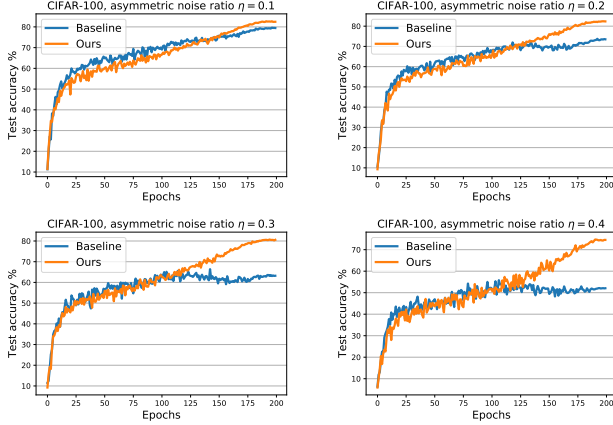 CIFAR-100, asymmetric noise ratio η = 0.1
80
70
60
50
40
30
20
10
Test accuracy %
Baseline
Ours
0 25 50 75 100 125 150 175 200
Epochs
CIFAR-100, asymmetric noise ratio η = 0.2
80
70
60
50
40
30
20
10
Test accuracy %
Baseline
Ours
0 25 50 75 100 125 150 175 200
Epochs
CIFAR-100, asymmetric noise ratio η = 0.3
80
70
60
50
40
30
20
10
Test accuracy %
Baseline
Ours
0 25 50 75 100 125 150 175 200
Epochs
CIFAR-100, asymmetric noise ratio η = 0.4
70
60
50
40
30
20
10
Test accuracy %
Baseline
Ours
0 25 50 75 100 125 150 175 200
Epochs